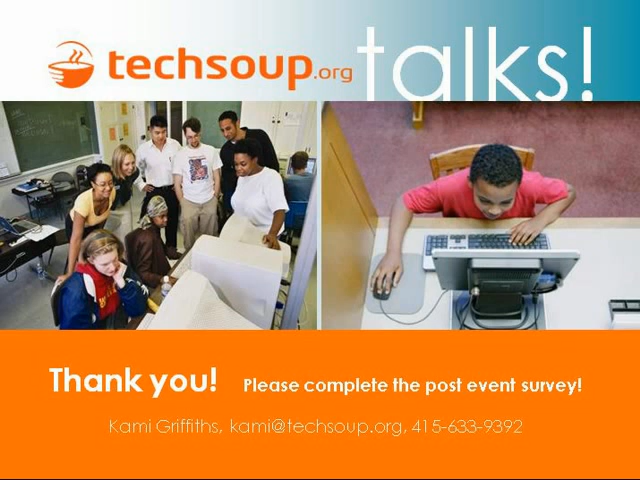 techsoup.org talks!
Thank you! Please complete the post event survey!
Kami Griffiths, kami@techsoup.org, 415-633-9392